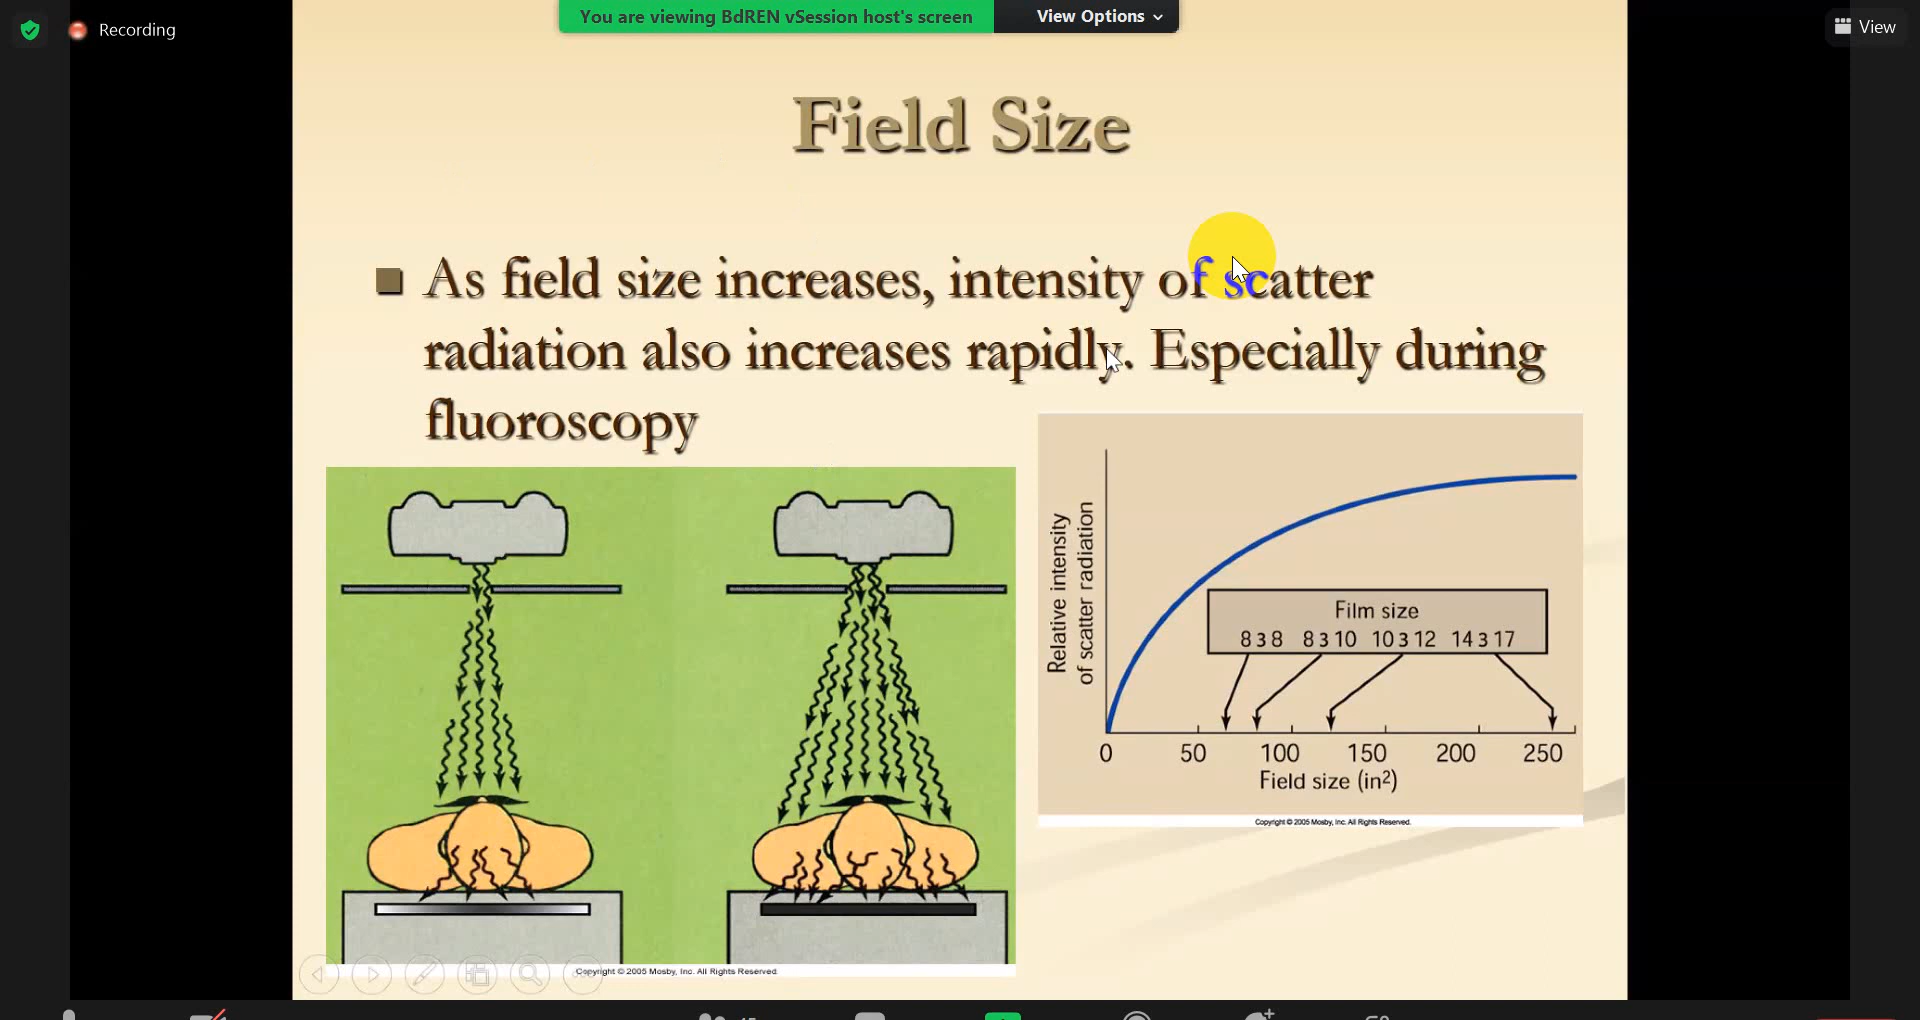 You are viewing BdREN vSession host's screen
View Options
Recording
View
Field Size
As field size increases, intensity of scatter
radiation also increases rapidly. Especially during
fluoroscopy
Relative intensity
of scatter radiation
Film size
8 3 8 8 3 10 10 3 12 14 3 17
0 50 100 150 200 250
Field size (in²)
Copyright © 2005 Mosby, Inc. All Rights Reserved.
Copyright © 2005 Mosby, Inc. All Rights Reserved.